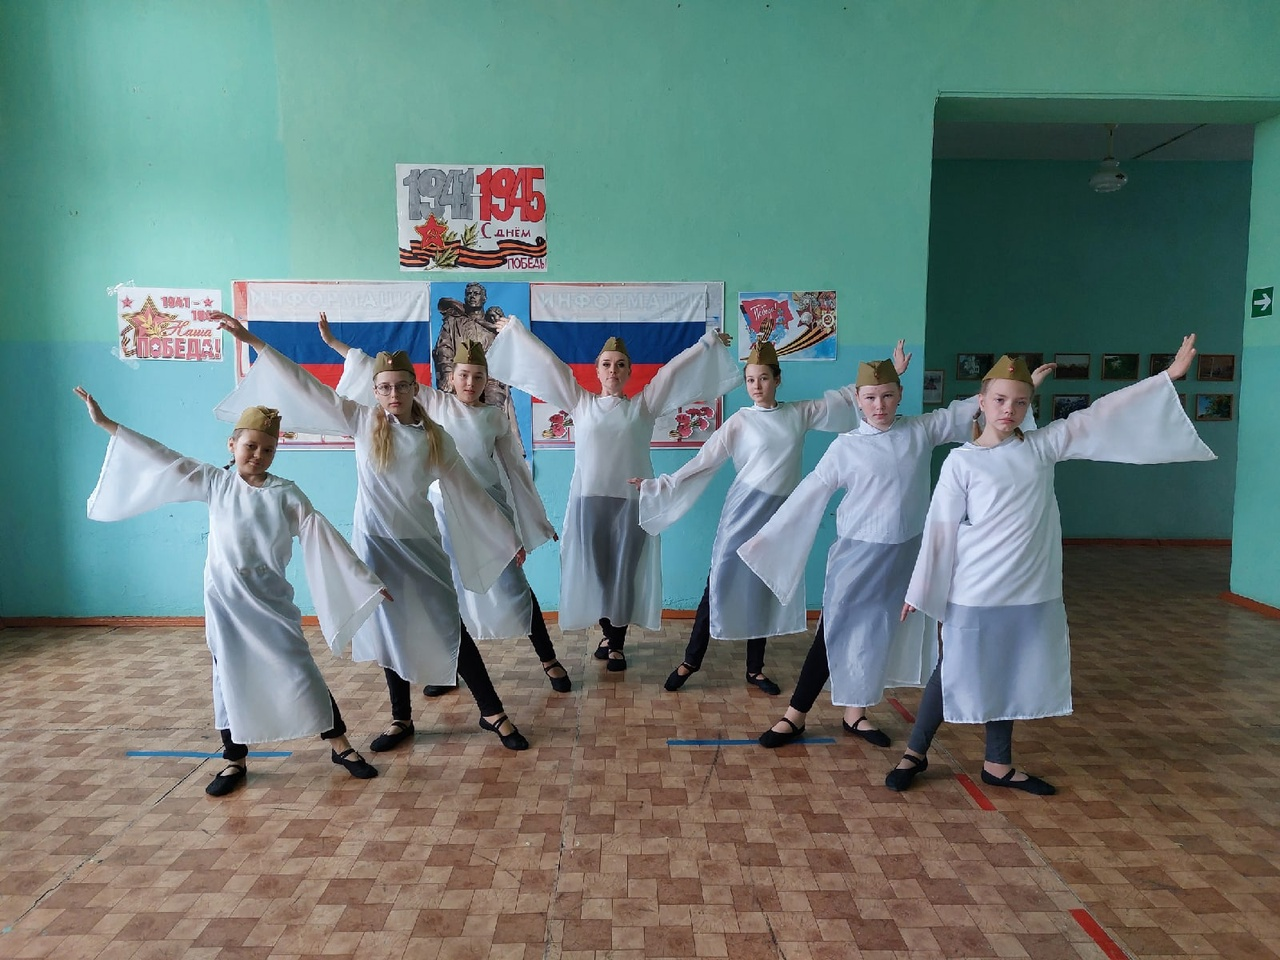 1941-1945
С днём
ПОБЕДЫ
1941-
Наша
ПОБЕДА!
ИНФОРМАЦИЯ
ИНФОРМАЦИЯ